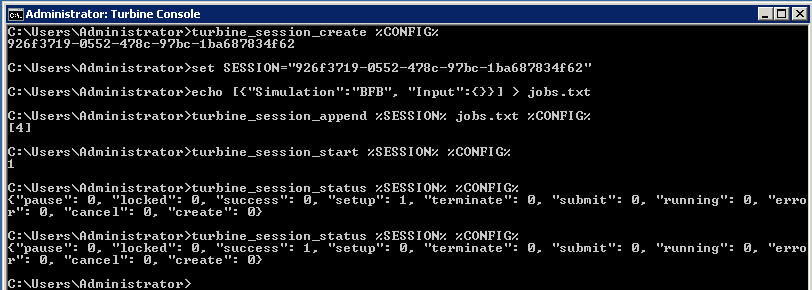 Administrator: Turbine Console
C:\Users\Administrator>turbine_session_create %CONFIG%
926f3719-0552-478c-97bc-1ba687834f62
C:\Users\Administrator>set SESSION="926f3719-0552-478c-97bc-1ba687834f62"
C:\Users\Administrator>echo [{"Simulation":"BFB", "Input":{}}] > jobs.txt
C:\Users\Administrator>turbine_session_append %SESSION% jobs.txt %CONFIG%
[4]
C:\Users\Administrator>turbine_session_start %SESSION% %CONFIG%
1
C:\Users\Administrator>turbine_session_status %SESSION% %CONFIG%
{"pause": 0, "locked": 0, "success": 0, "setup": 1, "terminate": 0, "submit": 0, "running": 0, "erro
r": 0, "cancel": 0, "create": 0}
C:\Users\Administrator>turbine_session_status %SESSION% %CONFIG%
{"pause": 0, "locked": 0, "success": 1, "setup": 0, "terminate": 0, "submit": 0, "running": 0, "erro
r": 0, "cancel": 0, "create": 0}
C:\Users\Administrator>